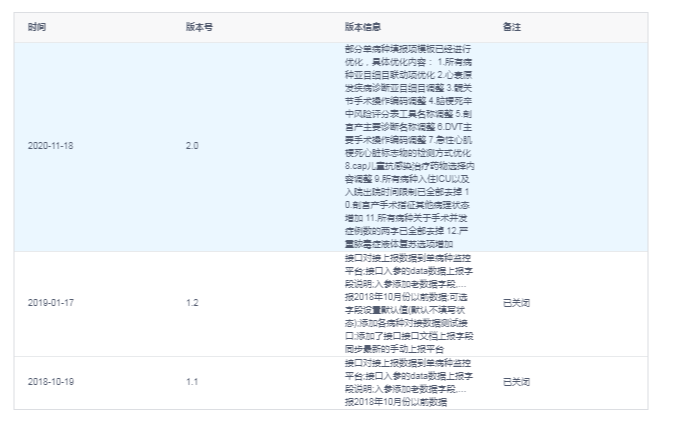 时间 版本号 版本信息 备注
部分单病种填报项模板已经进行
优化，具体优化内容： 1.所有病
种亚目细目联动项优化 2.心衰原
发疾病诊断亚目细目调整 3.髋关
节手术操作编码调整 4.脑梗死卒
中风险评分表工具名称调整 5.剖
宫产主要诊断名称调整 6.DVT主
要手术操作编码调整 7.急性心肌
2020-11-18 2.0 梗死心脏标志物的检测方式优化
8.cap儿童抗感染治疗药物选择内
容调整 9.所有病种入住ICU以及
入院出院时间限制已全部去掉 1
0.剖宫产手术指征其他病理状态
增加 11.所有病种关于手术并发
症例数的两字已全部去掉 12.严
重脓毒症液体复苏选项增加
接口对接上报数据到单病种监控
平台;接口入参的data数据上报字
段说明;入参添加老数据字段,...
2019-01-17 1.2 报2018年10月份以前数据;可选 已关闭
字段设置默认值(默认不填写状
态);添加各病种对接数据测试接
口;添加了接口接口文档上报字段
同步最新的手动上报平台
接口对接上报数据到单病种监控
平台;接口入参的data数据上报字
2018-10-19 1.1 段说明;入参添加老数据字段,... 已关闭
报2018年10月份以前数据